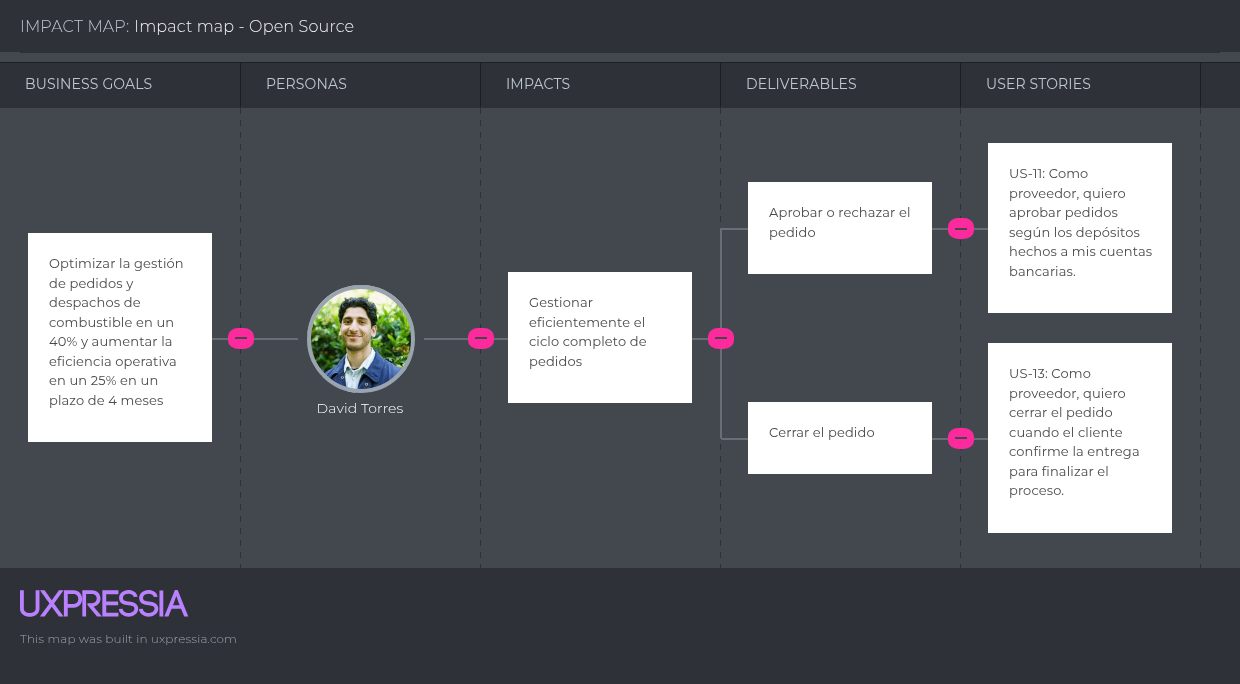 IMPACT MAP: Impact map - Open Source
BUSINESS GOALS
PERSONAS
IMPACTS
DELIVERABLES
USER STORIES
Optimizar la gestión
de pedidos y
despachos de
combustible en un
40% y aumentar la
eficiencia operativa
en un 25% en un
plazo de 4 meses
David Torres
Gestionar
eficientemente el
ciclo completo de
pedidos
Aprobar o rechazar el
pedido
US-11: Como
proveedor, quiero
aprobar pedidos
según los depósitos
hechos a mis cuentas
bancarias.
Cerrar el pedido
US-13: Como
proveedor, quiero
cerrar el pedido
cuando el cliente
confirme la entrega
para finalizar el
proceso.
UXPRESSIA
This map was built in uxpressia.com